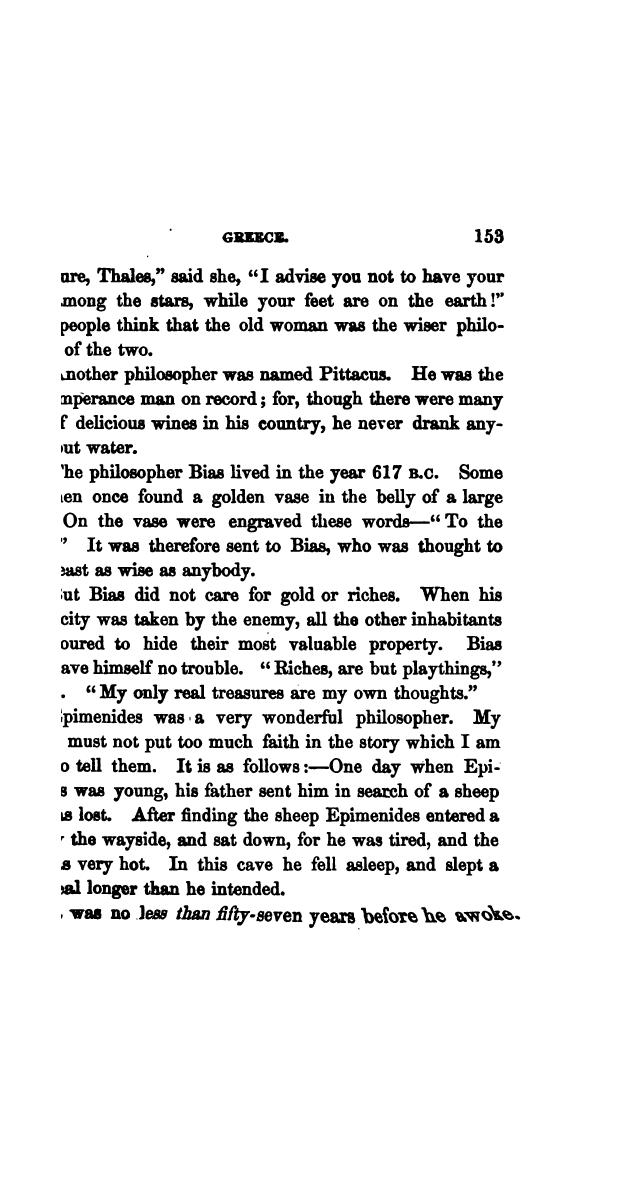 GREECE. 153
Thales," said she, "I advise you not to have your
the stars, while your feet are on the earth!"
people think that the old woman was the wiser philo-
of the two.
philosopher was named Pittacus. He was the
man on record; for, though there were many
delicious wines in his country, he never drank any-
water.
philosopher Bias lived in the year 617 B.C. Some
once found a golden vase in the belly of a large
On the vase were engraved these words—"To the
" It was therefore sent to Bias, who was thought to
as wise as anybody.
Bias did not care for gold or riches. When his
city was taken by the enemy, all the other inhabitants
oured to hide their most valuable property. Bias
ave himself no trouble. "Riches, are but playthings,"
. "My only real treasures are my own thoughts."
pimenides was a very wonderful philosopher. My
must not put too much faith in the story which I am
o tell them. It is as follows:—One day when Epi-
s was young, his father sent him in search of a sheep
lost. After finding the sheep Epimenides entered a
the wayside, and sat down, for he was tired, and the
s very hot. In this cave he fell asleep, and slept a
longer than he intended.
was no less than fifty-seven years before he awoke.